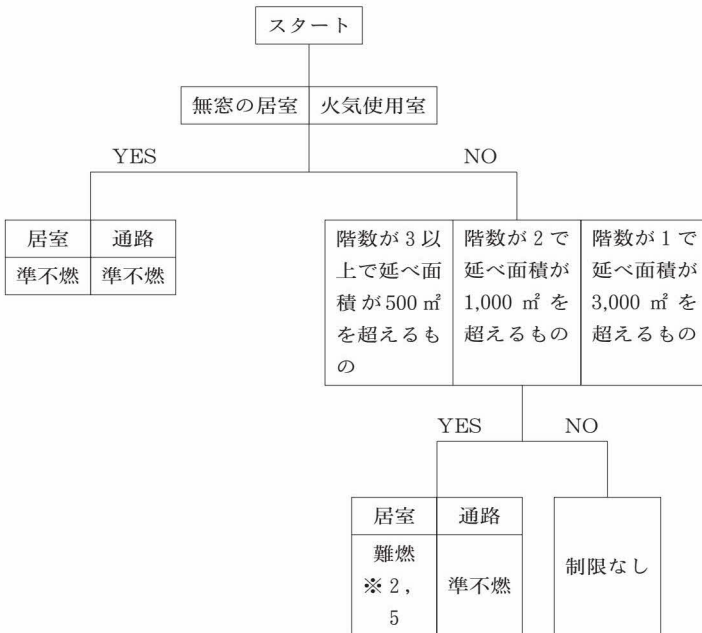 スタート
無窓の居室 火気使用室
YES NO
居室 通路
準不燃 準不燃
階数が3以
上で延べ面
積が500㎡
を超えるも
の
階数が2で
延べ面積が
1,000㎡を
超えるもの
階数が1で
延べ面積が
3,000㎡を
超えるもの
YES NO
居室 通路
難燃
※2,
5
準不燃
制限なし